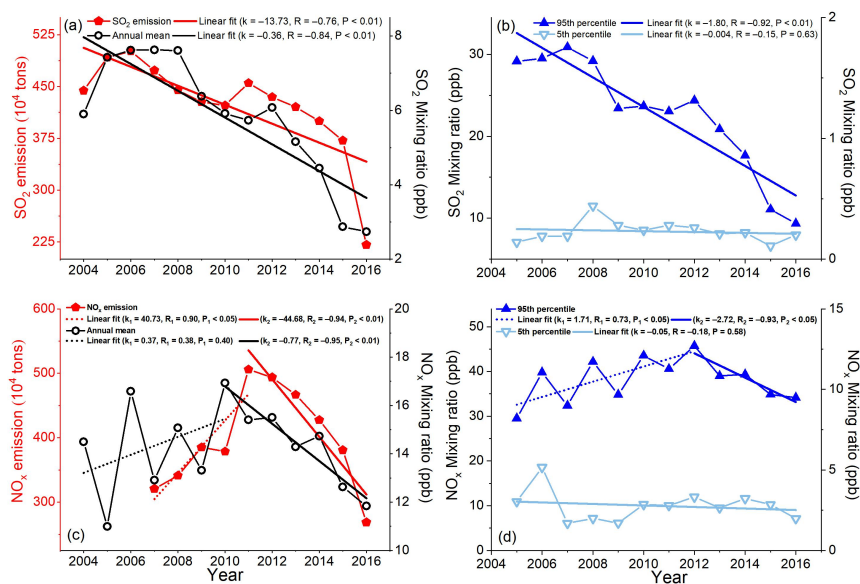 (a)
SO₂ emission Linear fit (k = −13.73, R = −0.76, P < 0.01)
Annual mean Linear fit (k = −0.36, R = −0.84, P < 0.01)
525
450
375
300
225
SO₂ emission (10⁴ tons)
8
6
4
2
SO₂ Mixing ratio (ppb)
2004 2006 2008 2010 2012 2014 2016
(b)
95th percentile Linear fit (k = −1.80, R = −0.92, P < 0.01)
5th percentile Linear fit (k = −0.004, R = −0.15, P = 0.63)
30
20
10
0
SO₂ Mixing ratio (ppb)
2
1
0
SO₂ Mixing ratio (ppb)
2004 2006 2008 2010 2012 2014 2016
Year
NOₓ emission
Linear fit (k₁ = 40.73, R₁ = 0.90, P₁ < 0.05) (k₂ = −44.68, R₂ = −0.94, P₂ < 0.01)
Annual mean
Linear fit (k₁ = 0.37, R₁ = 0.38, P₁ = 0.40) (k₂ = −0.77, R₂ = −0.95, P₂ < 0.01)
600
500
400
300
NOₓ emission (10⁴ tons)
20
18
16
14
12
10
NOₓ Mixing ratio (ppb)
(c)
2004 2006 2008 2010 2012 2014 2016
Year
95th percentile
Linear fit (k₁ = 1.71, R₁ = 0.73, P₁ < 0.05) (k₂ = −2.72, R₂ = −0.93, P₂ < 0.05)
5th percentile Linear fit (k = −0.05, R = −0.18, P = 0.58)
50
40
30
20
10
0
NOₓ Mixing ratio (ppb)
15
10
5
0
NOₓ Mixing ratio (ppb)
(d)
2004 2006 2008 2010 2012 2014 2016
Year